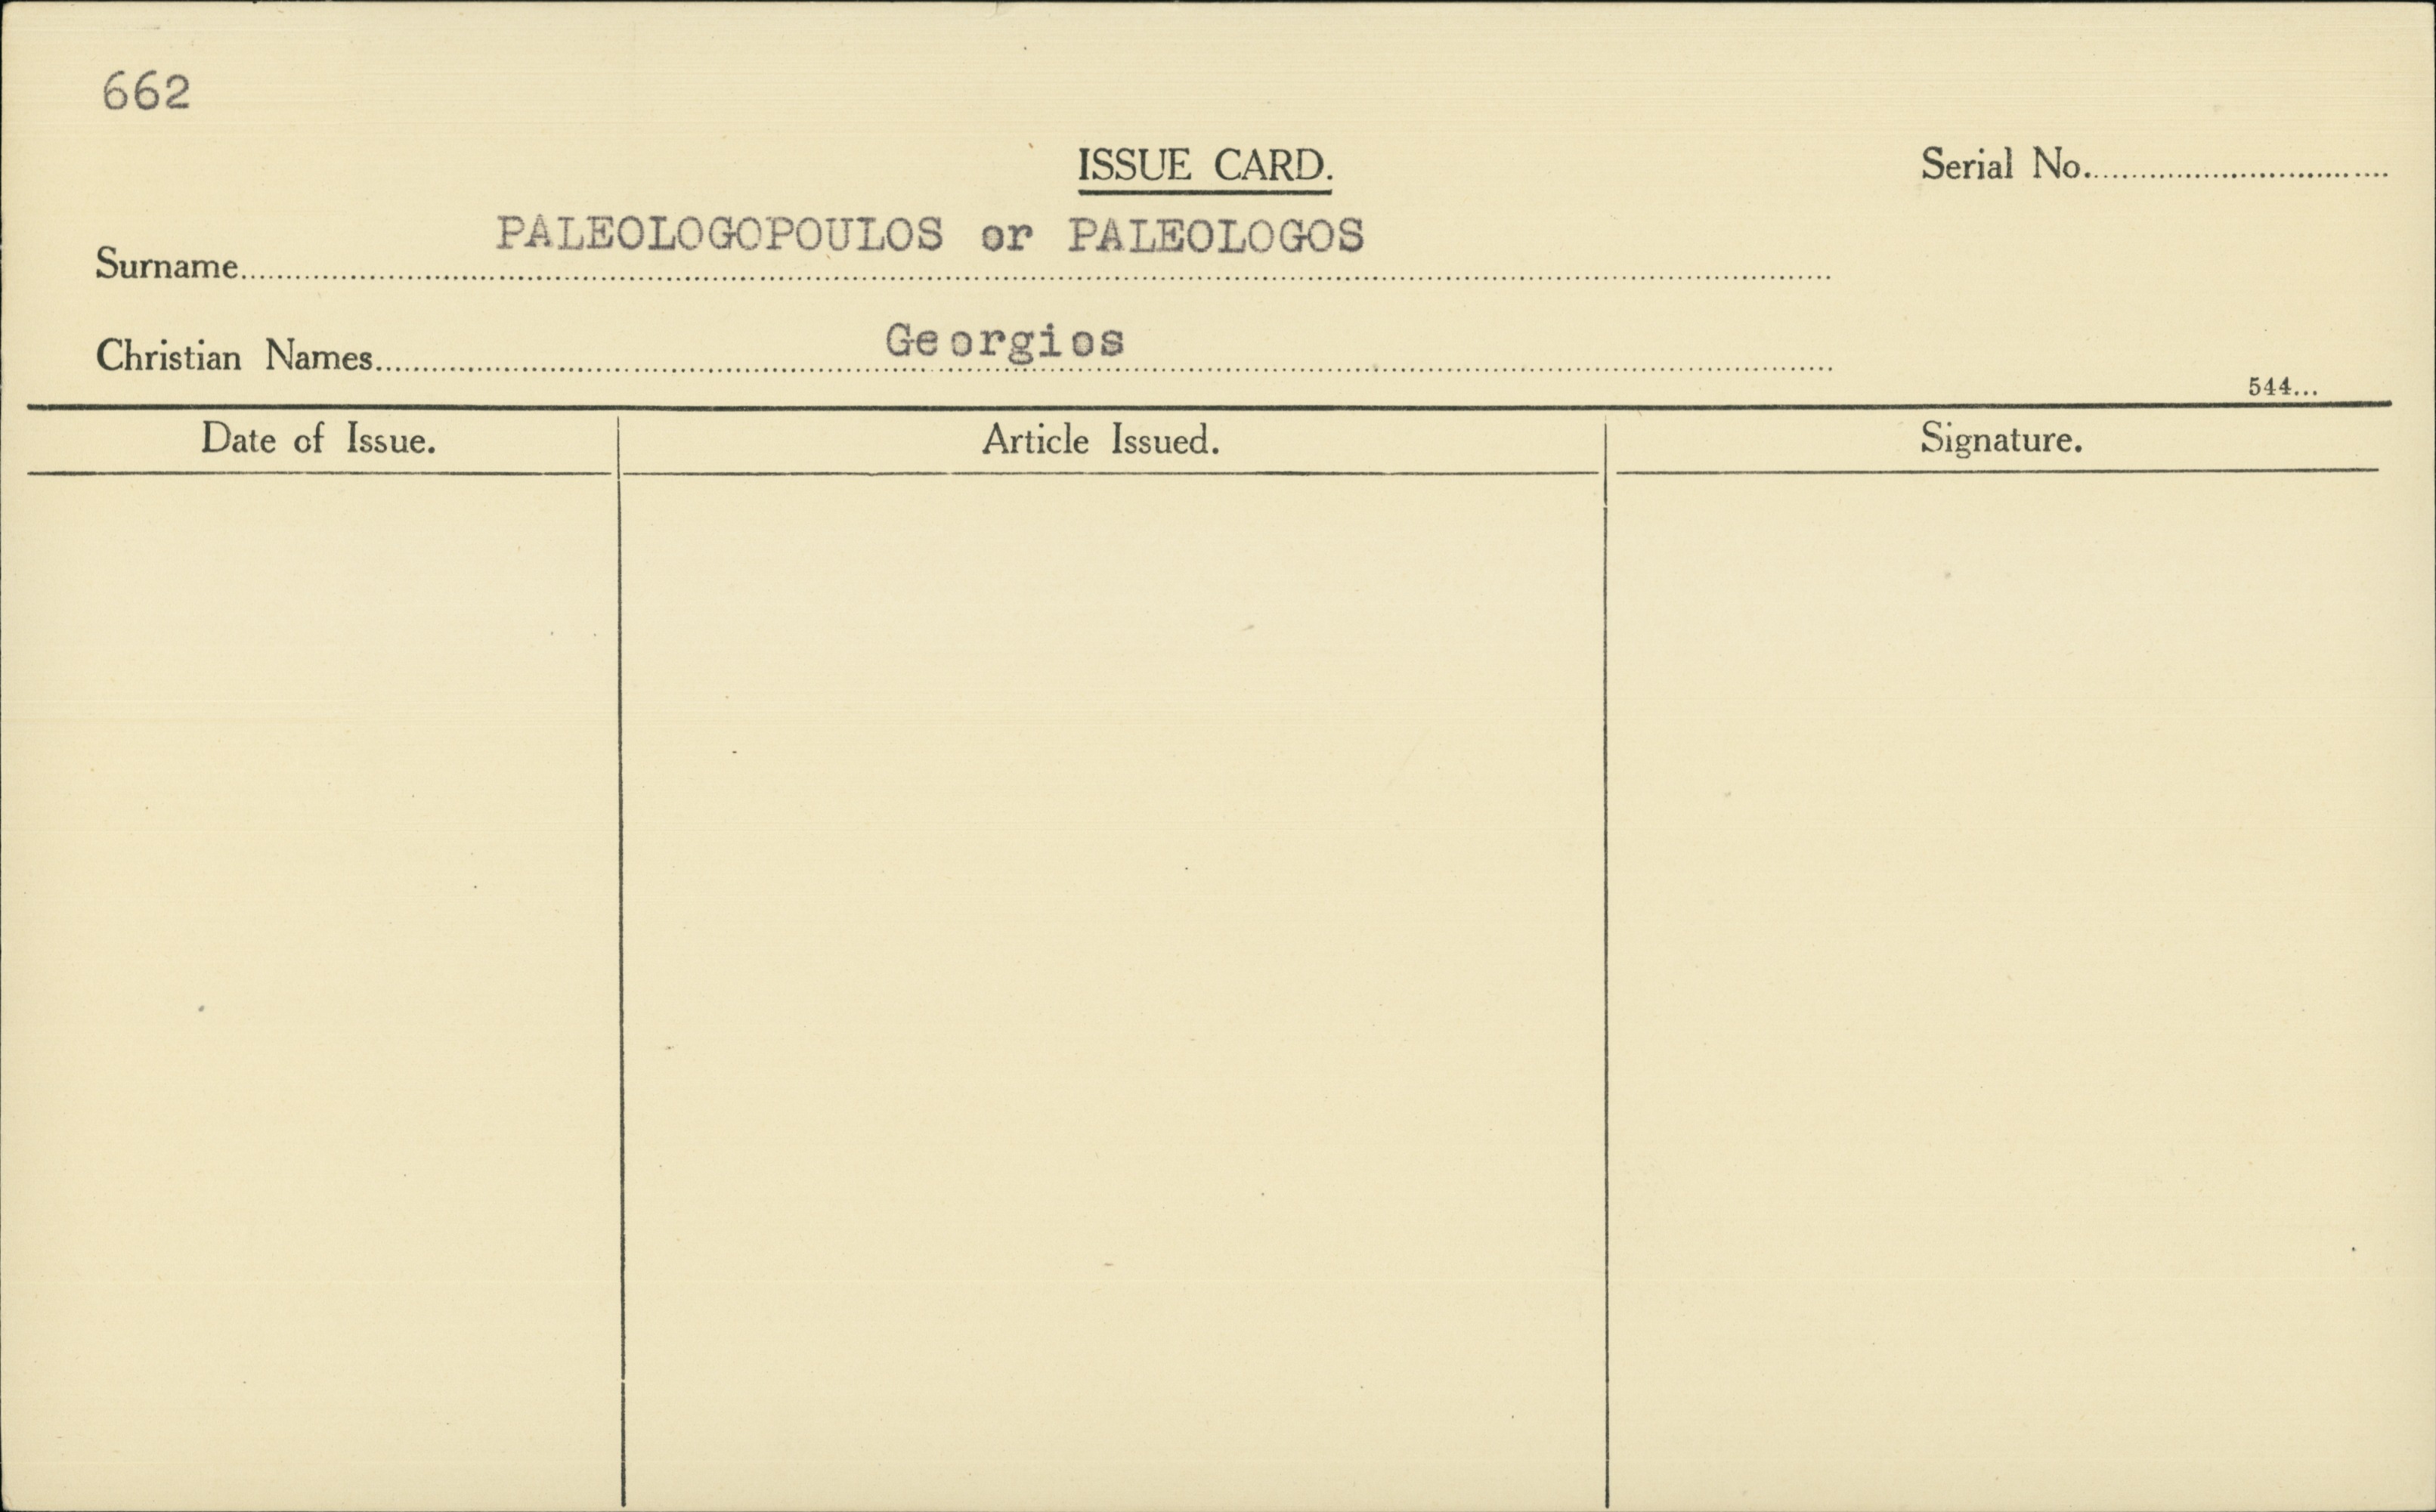 662
ISSUE CARD.
Serial No.
PALEOLOGOPOULOS or PALEOLOGOS
Surname
Georgios
Christian Names
544...
Date of Issue. Article Issued. Signature.